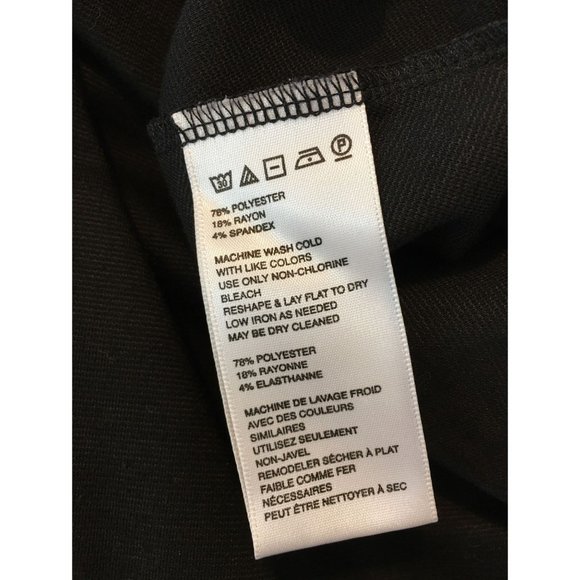 30 P
78% POLYESTER
18% RAYON
4% SPANDEX
MACHINE WASH COLD
WITH LIKE COLORS
USE ONLY NON-CHLORINE
BLEACH
RESHAPE & LAY FLAT TO DRY
LOW IRON AS NEEDED
MAY BE DRY CLEANED
78% POLYESTER
18% RAYONNE
4% ELASTHANNE
MACHINE DE LAVAGE FROID
AVEC DES COULEURS
SIMILAIRES
UTILISEZ SEULEMENT
NON-JAVEL
REMODELER SÉCHER À PLAT
FAIBLE COMME FER
NÉCESSAIRES
PEUT ÊTRE NETTOYER À SEC